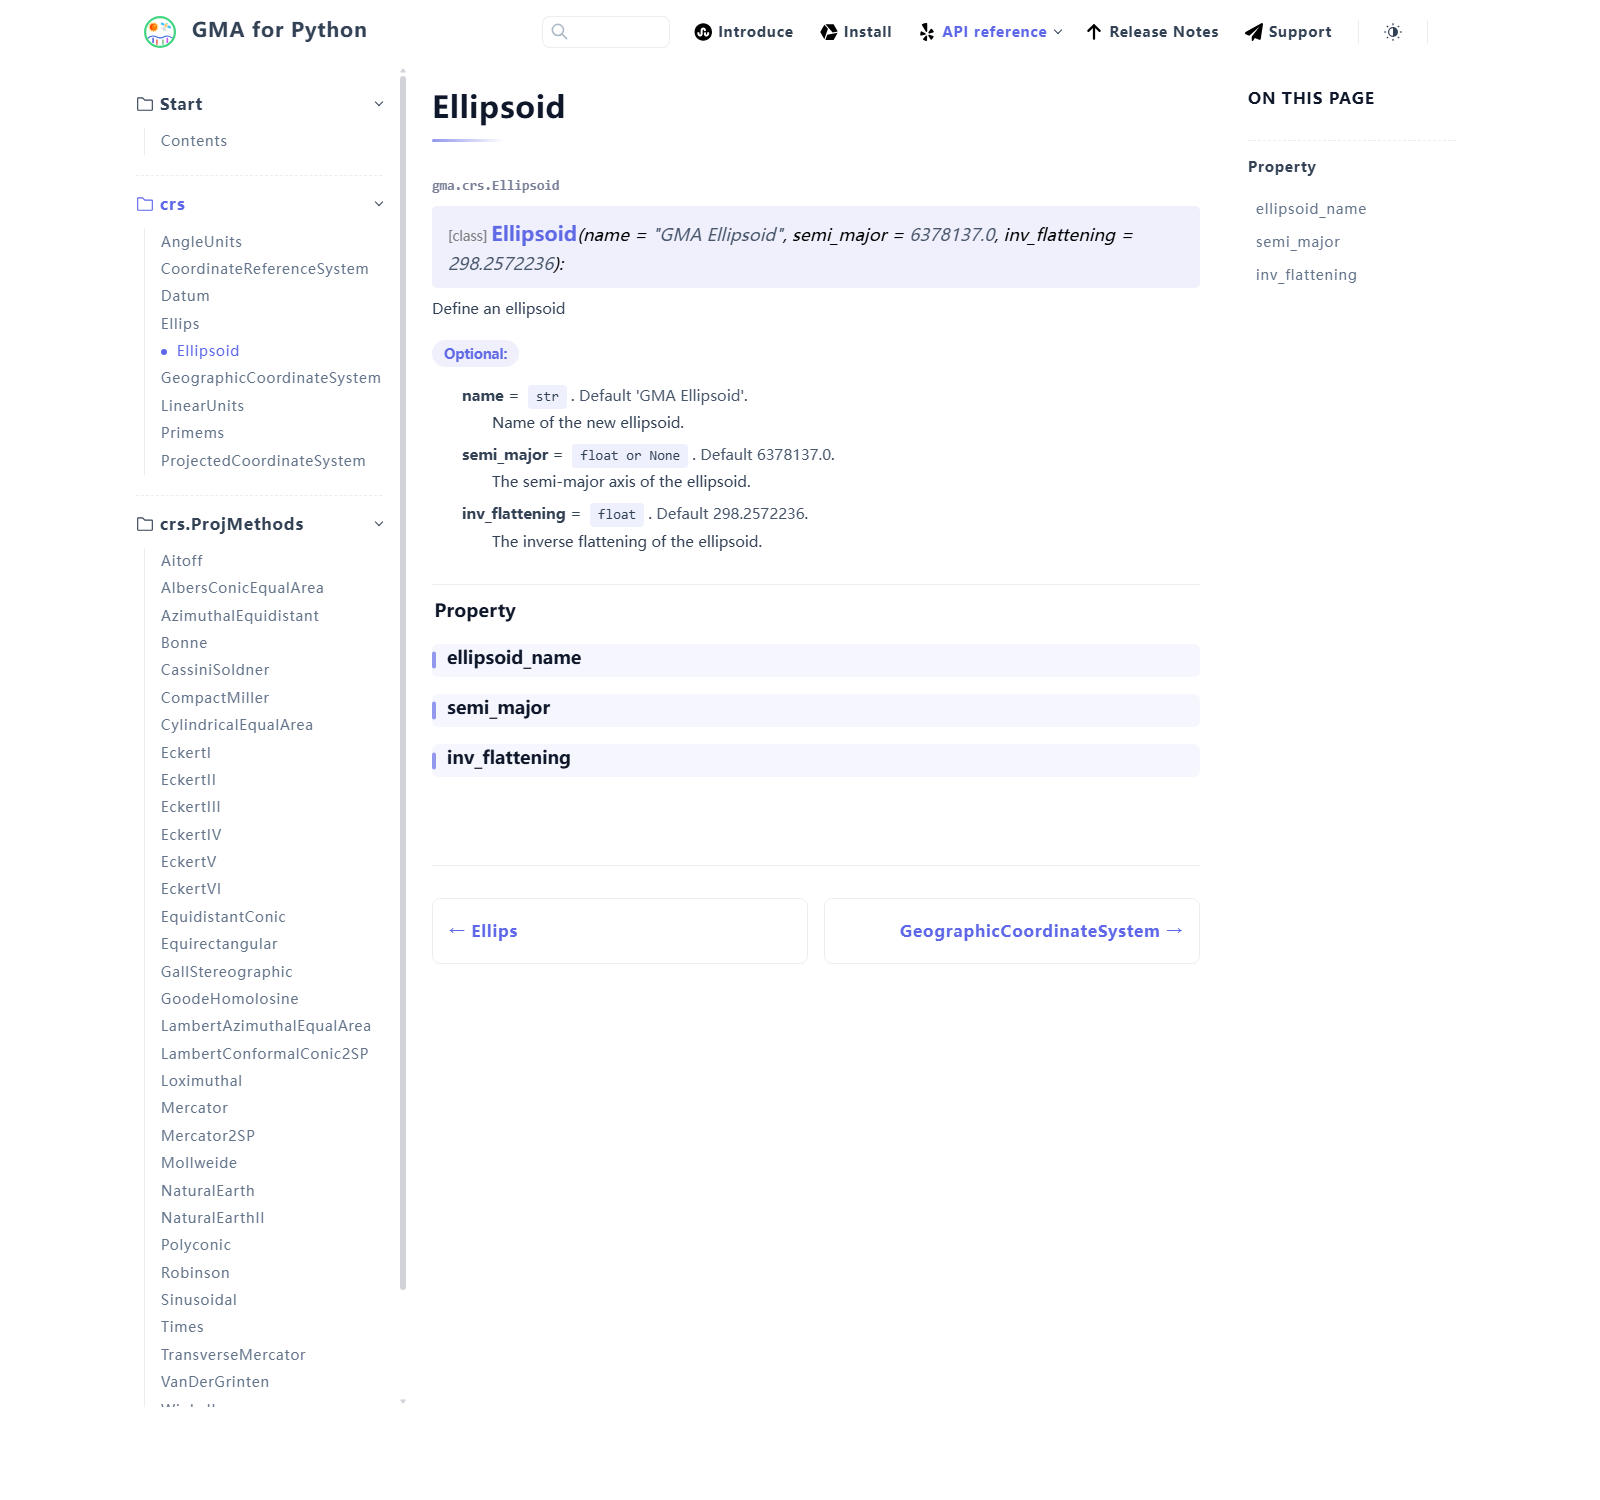 GMA for Python
Introduce
Install
API reference
Release Notes
Support
Start
Contents
crs
AngleUnits
CoordinateReferenceSystem
Datum
Ellips
Ellipsoid
GeographicCoordinateSystem
LinearUnits
Primems
ProjectedCoordinateSystem
crs.ProjMethods
Aitoff
AlbersConicEqualArea
AzimuthalEquidistant
Bonne
CassiniSoldner
CompactMiller
CylindricalEqualArea
EckertI
EckertII
EckertIII
EckertIV
EckertV
EckertVI
EquidistantConic
Equirectangular
GallStereographic
GoodeHomolosine
LambertAzimuthalEqualArea
LambertConformalConic2SP
Loximuthal
Mercator
Mercator2SP
Mollweide
NaturalEarth
NaturalEarthII
Polyconic
Robinson
Sinusoidal
Times
TransverseMercator
VanDerGrinten
Ellipsoid
gma.crs.Ellipsoid
[class] Ellipsoid(name = "GMA Ellipsoid", semi_major = 6378137.0, inv_flattening =
298.2572236):
Define an ellipsoid
Optional:
name = str . Default 'GMA Ellipsoid'.
Name of the new ellipsoid.
semi_major = float or None . Default 6378137.0.
The semi-major axis of the ellipsoid.
inv_flattening = float . Default 298.2572236.
The inverse flattening of the ellipsoid.
Property
ellipsoid_name
semi_major
inv_flattening
← Ellips
GeographicCoordinateSystem →
ON THIS PAGE
Property
ellipsoid_name
semi_major
inv_flattening